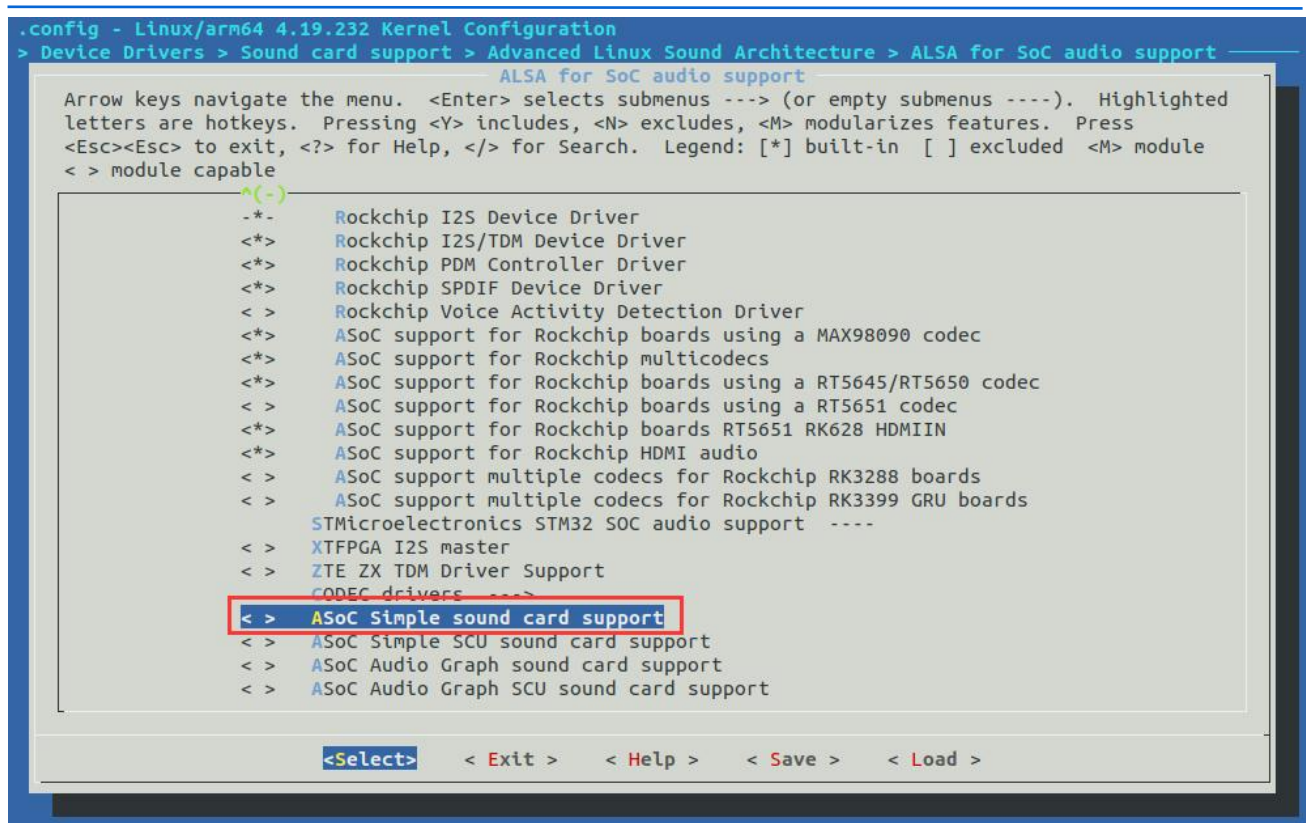 .config - Linux/arm64 4.19.232 Kernel Configuration
> Device Drivers > Sound card support > Advanced Linux Sound Architecture > ALSA for SoC audio support
ALSA for SoC audio support
Arrow keys navigate the menu. <Enter> selects submenus ---> (or empty submenus ----). Highlighted
letters are hotkeys. Pressing <Y> includes, <N> excludes, <M> modularizes features. Press
<Esc><Esc> to exit, <?> for Help, </> for Search. Legend: [*] built-in [ ] excluded <M> module
< > module capable
^(-)
-*- Rockchip I2S Device Driver
<*> Rockchip I2S/TDM Device Driver
<*> Rockchip PDM Controller Driver
<*> Rockchip SPDIF Device Driver
< > Rockchip Voice Activity Detection Driver
<*> ASoC support for Rockchip boards using a MAX98090 codec
<*> ASoC support for Rockchip multicodecs
<*> ASoC support for Rockchip boards using a RT5645/RT5650 codec
< > ASoC support for Rockchip boards using a RT5651 codec
<*> ASoC support for Rockchip boards RT5651 RK628 HDMIIN
<*> ASoC support for Rockchip HDMI audio
< > ASoC support multiple codecs for Rockchip RK3288 boards
< > ASoC support multiple codecs for Rockchip RK3399 GRU boards
STMicroelectronics STM32 SOC audio support ----
< > XTFPGA I2S master
< > ZTE ZX TDM Driver Support
CODEC drivers --->
< > ASoC Simple sound card support
< > ASoC Simple SCU sound card support
< > ASoC Audio Graph sound card support
< > ASoC Audio Graph SCU sound card support
<Select> < Exit > < Help > < Save > < Load >